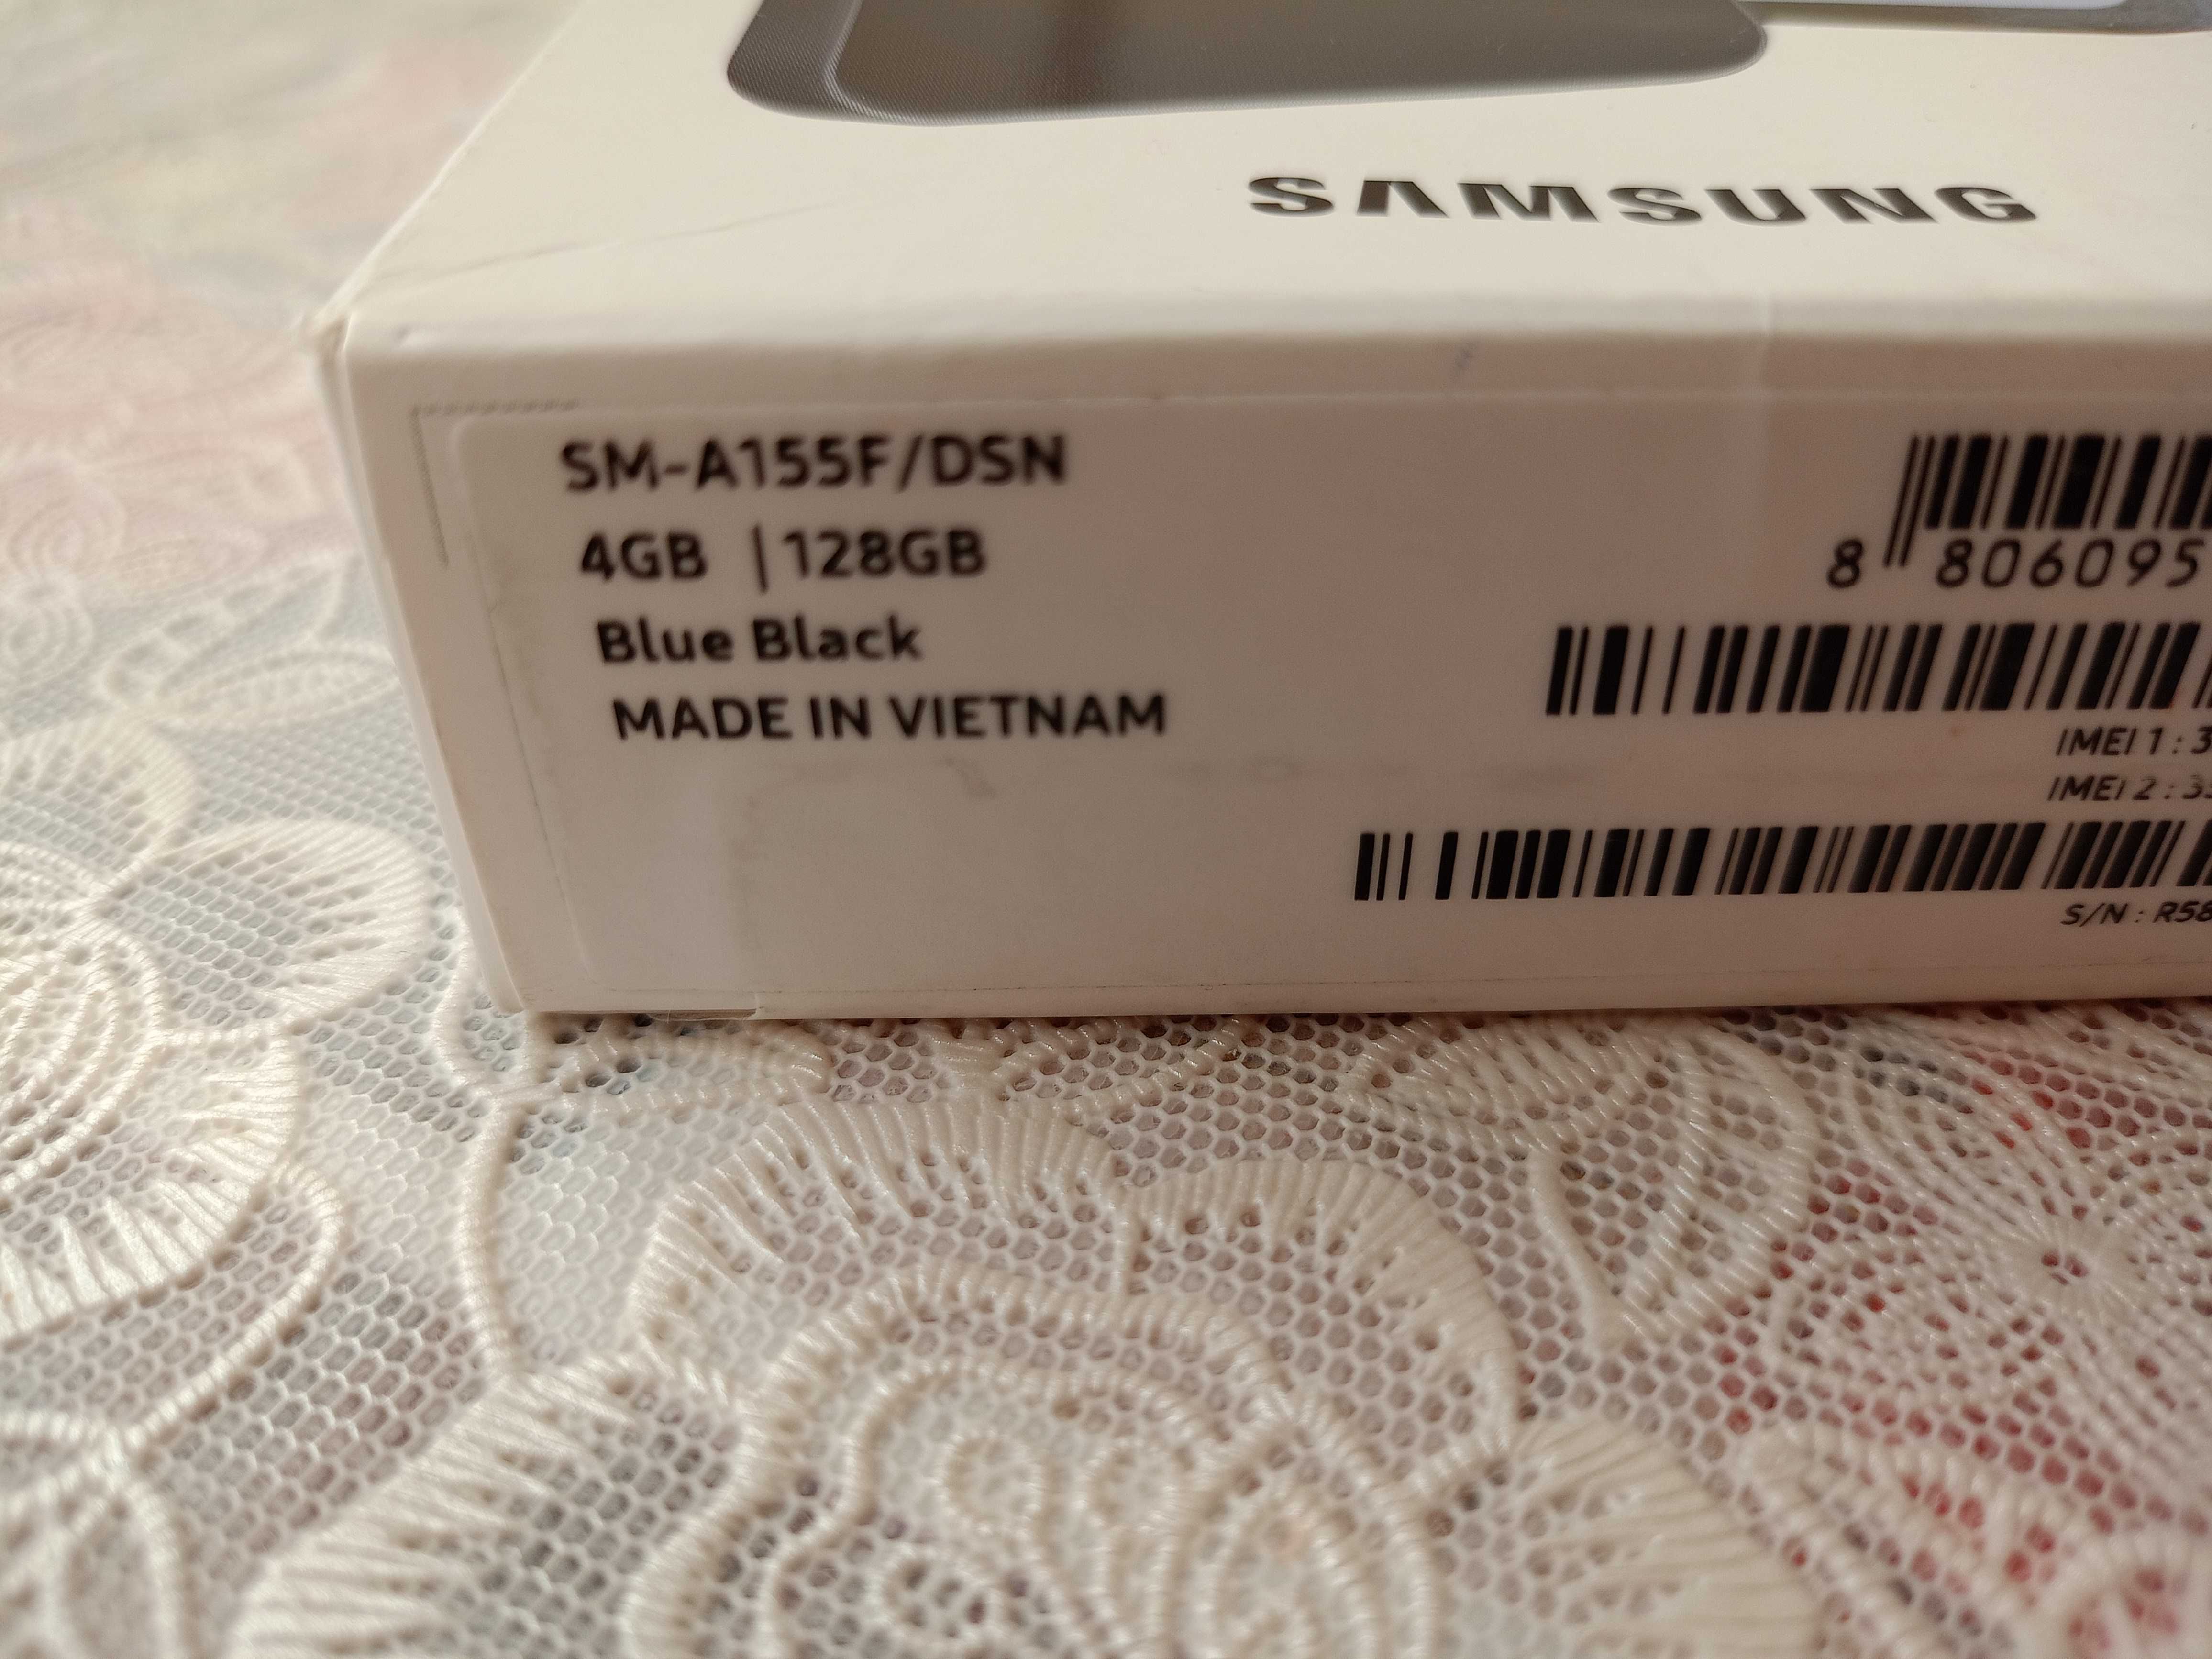 SAMSUNG
SM-A155F/DSN
4GB | 128GB
Blue Black
MADE IN VIETNAM
8 806095
IMEI 1 : 3
IMEI 2 : 35
S/N : R58